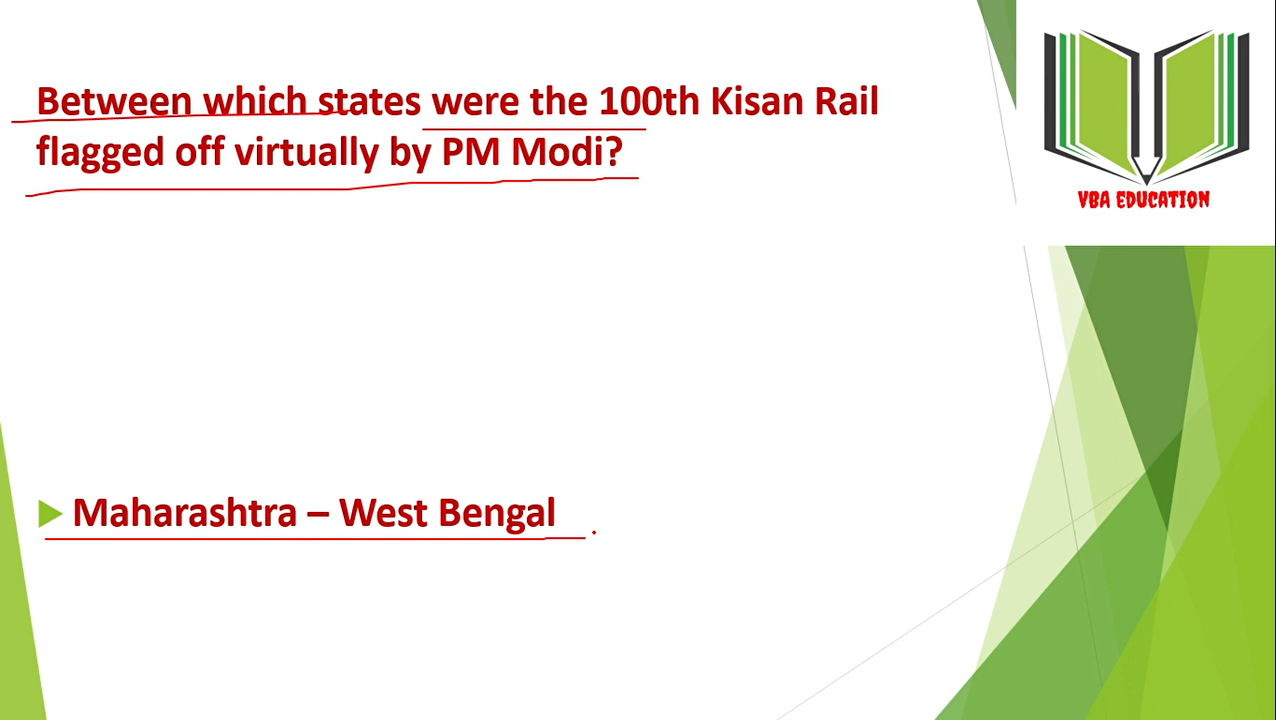 Between which states were the 100th Kisan Rail
flagged off virtually by PM Modi?
VBA EDUCATION
Maharashtra – West Bengal